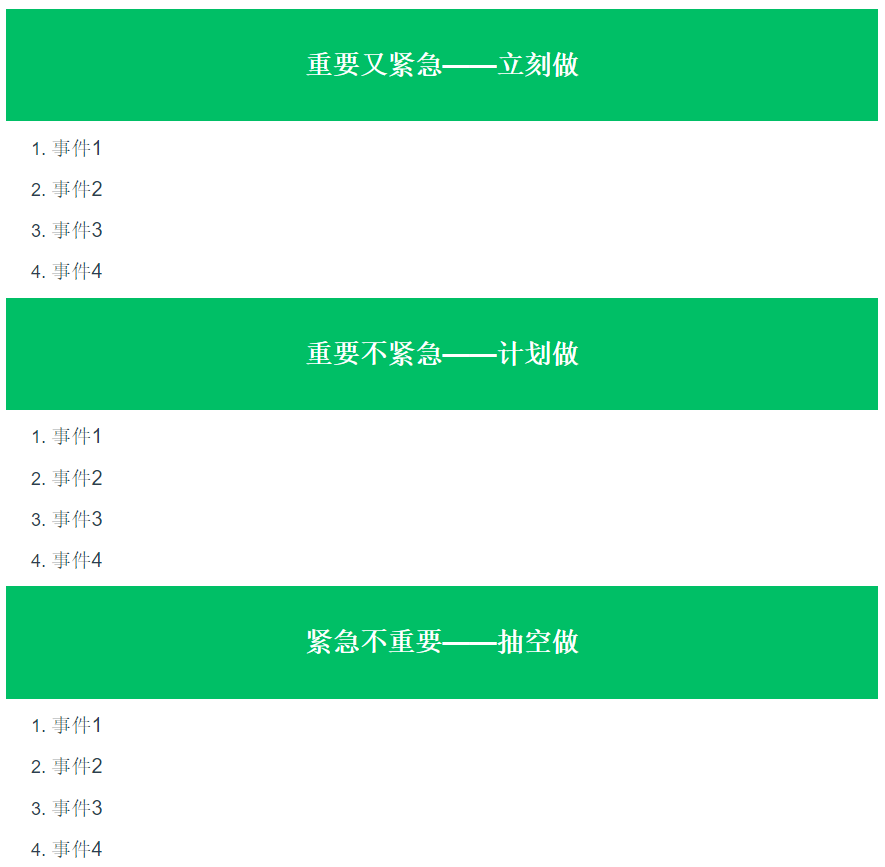 重要又紧急——立刻做
1. 事件1
2. 事件2
3. 事件3
4. 事件4
重要不紧急——计划做
1. 事件1
2. 事件2
3. 事件3
4. 事件4
紧急不重要——抽空做
1. 事件1
2. 事件2
3. 事件3
4. 事件4